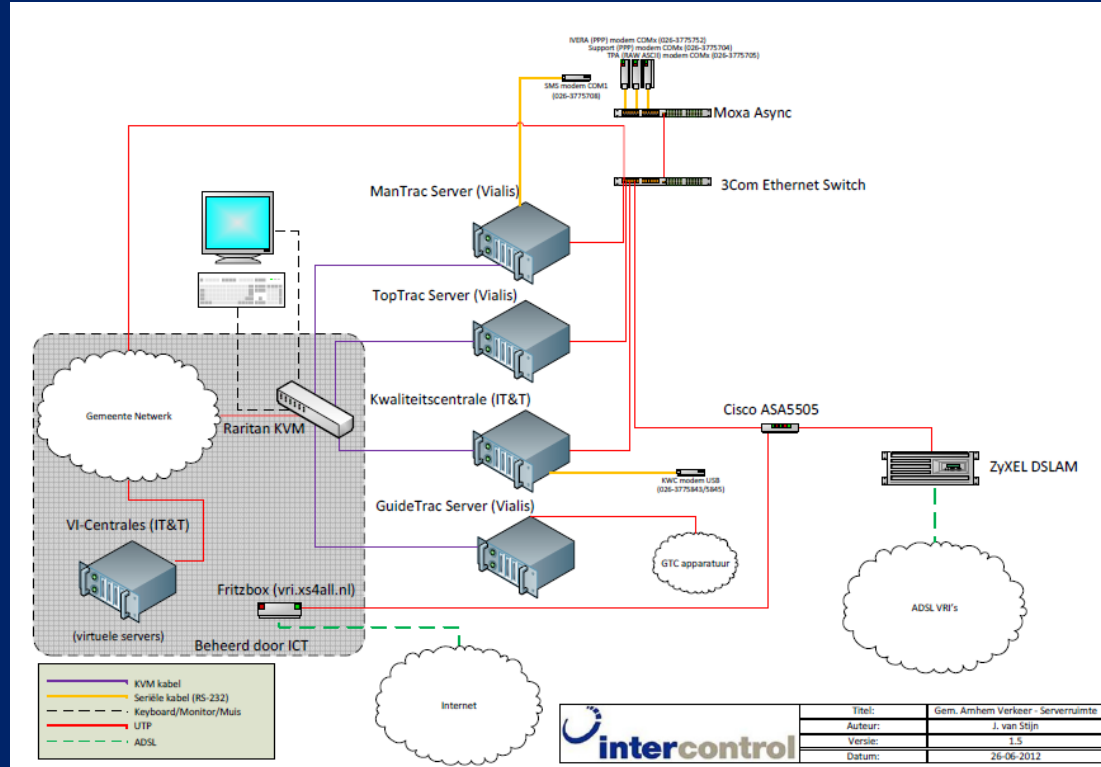 IVERA (PPP) modem COMx (026-3775752)
Support (PPP) modem COMx (026-3775704)
TPA (RAW ASCII) modem COMx (026-3775705)
SMS modem COM1
(026-3775708)
Moxa Async
3Com Ethernet Switch
ManTrac Server (Vialis)
TopTrac Server (Vialis)
Gemeente Netwerk
Raritan KVM
Kwaliteitscentrale (IT&T)
Cisco ASA5505
ZyXEL DSLAM
KWC modem USB
(026-3775843/5845)
GuideTrac Server (Vialis)
VI-Centrales (IT&T)
(virtuele servers)
GTC apparatuur
Fritzbox (vri.xs4all.nl)
Beheerd door ICT
ADSL VRI's
Internet
KVM kabel
Seriële kabel (RS-232)
Keyboard/Monitor/Muis
UTP
ADSL
intercontrol
Titel: Gem. Arnhem Verkeer - Serverruimte
Auteur: J. van Stijn
Versie: 1.5
Datum: 26-06-2012